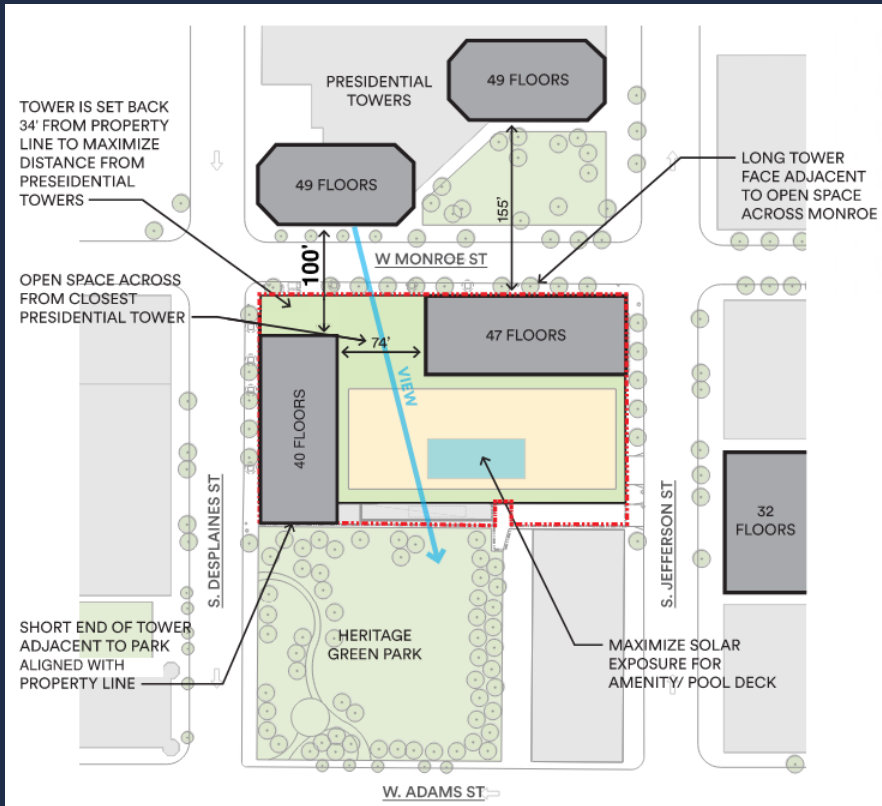 PRESIDENTIAL
TOWERS
49 FLOORS
TOWER IS SET BACK
34' FROM PROPERTY
LINE TO MAXIMIZE
DISTANCE FROM
PRESEIDENTIAL
TOWERS
49 FLOORS
LONG TOWER
FACE ADJACENT
TO OPEN SPACE
ACROSS MONROE
155'
W MONROE ST
100'
OPEN SPACE ACROSS
FROM CLOSEST
PRESIDENTIAL TOWER
47 FLOORS
74'
VIEW
40 FLOORS
S. DESPLAINES ST
S. JEFFERSON ST
32
FLOORS
SHORT END OF TOWER
ADJACENT TO PARK
ALIGNED WITH
PROPERTY LINE
HERITAGE
GREEN PARK
MAXIMIZE SOLAR
EXPOSURE FOR
AMENITY/ POOL DECK
W. ADAMS ST